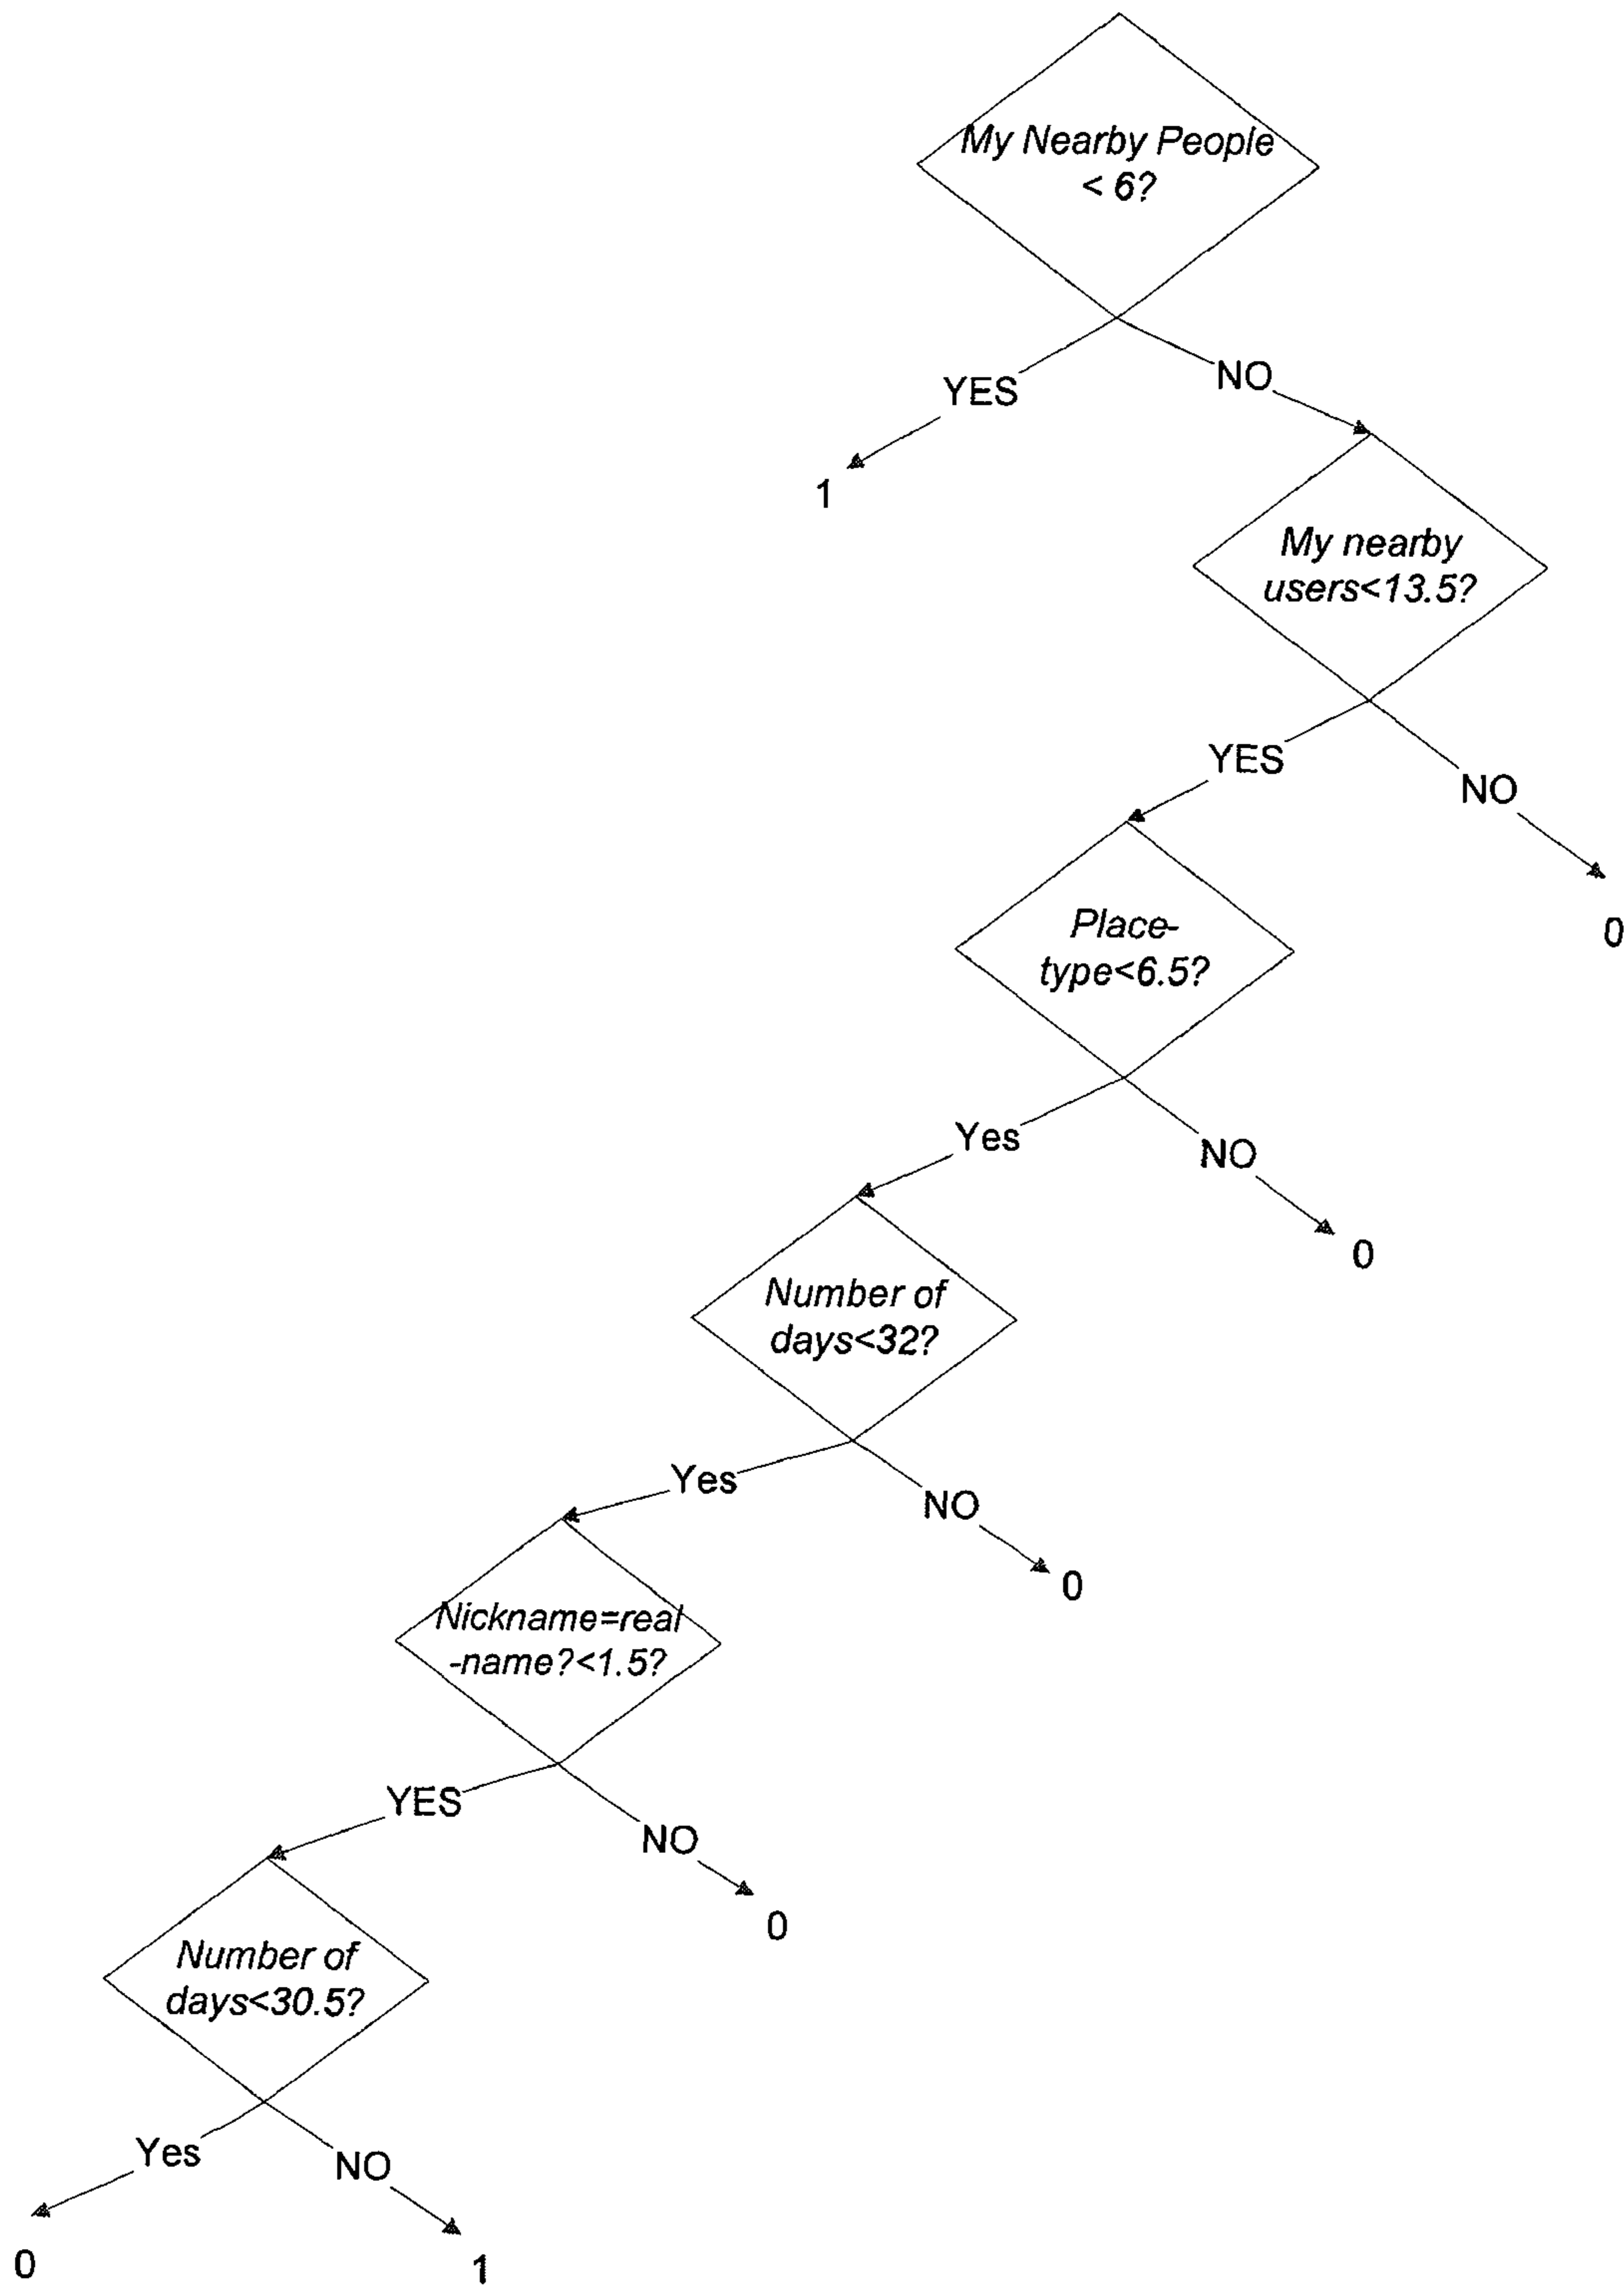 My Nearby People
< 6?
YES
NO
1
My nearby
users<13.5?
YES
NO
0
Place-
type<6.5?
Yes
NO
0
Number of
days<32?
Yes
NO
0
Nickname=real
-name?<1.5?
YES
NO
0
Number of
days<30.5?
Yes
NO
0
1